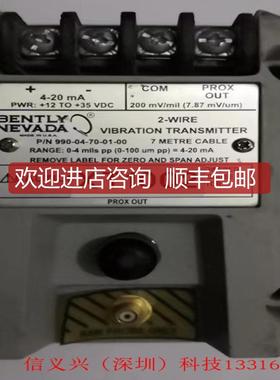 + − COM PROX
4-20 mA OUT
PWR: +12 TO +35 VDC 200 mV/mil (7.87 mV/um)
BENTLY
NEVADA
MADE IN U.S.A.
2-WIRE
VIBRATION TRANSMITTER
P/N 990-04-70-01-00 7 METRE CABLE
RANGE: 0-4 mils pp (0-100 um pp) = 4-20 mA
REMOVE LABEL FOR ZERO AND SPAN ADJUST
欢迎进店咨询 顺丰包邮
PROX OUT
信义兴（深圳）科技13316